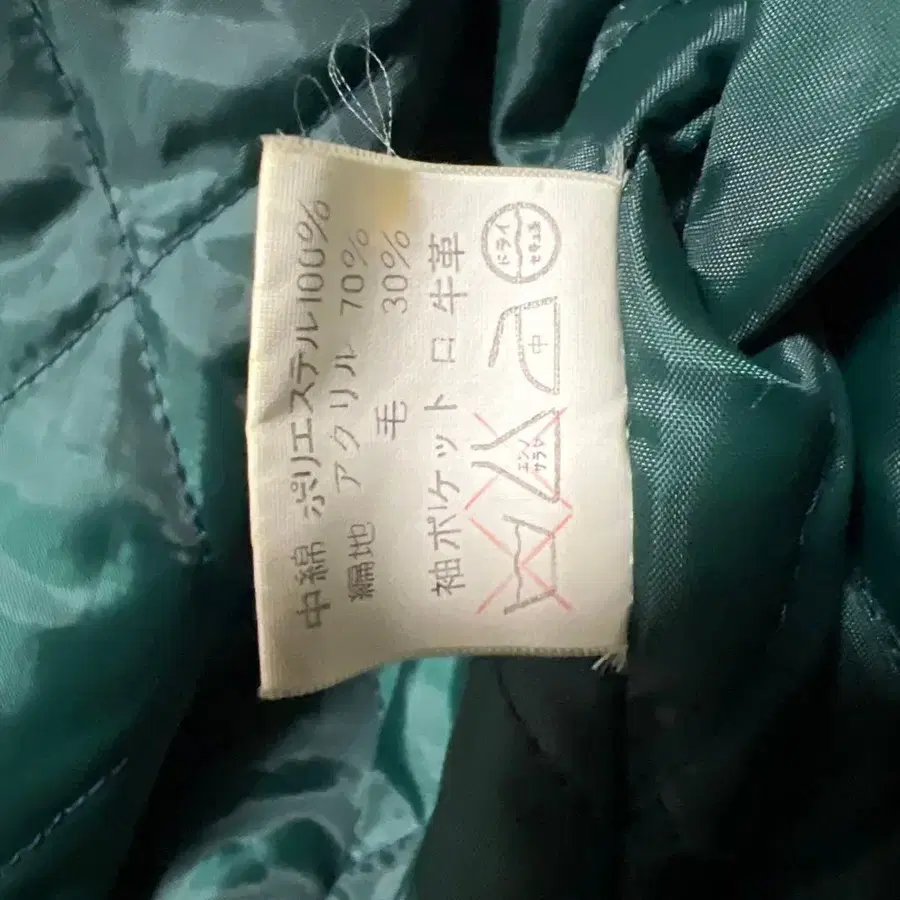 中綿 ポリエステル100%
編地 アクリル 70%
毛 30%
袖ポケット口 牛革
エンソ
サラシ
中
ドライ
セキユ系